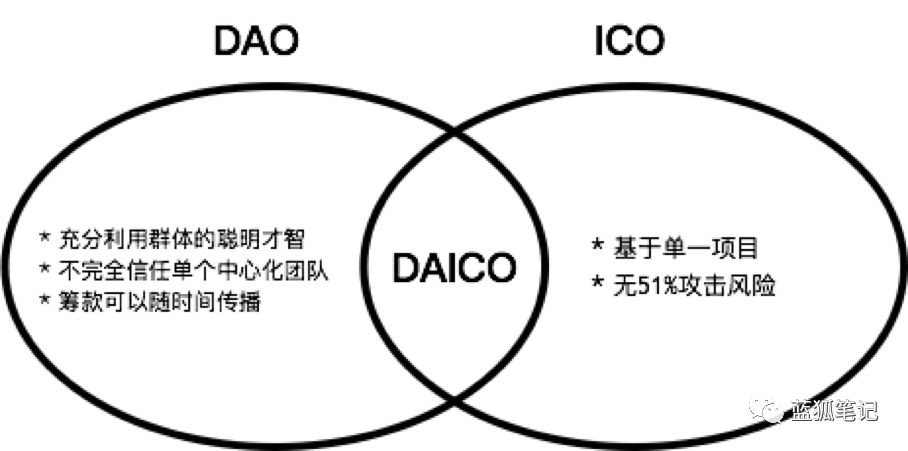 DAO
ICO
* 充分利用群体的聪明才智
* 不完全信任单个中心化团队
* 筹款可以随时间传播
DAICO
* 基于单一项目
* 无51%攻击风险
蓝狐笔记